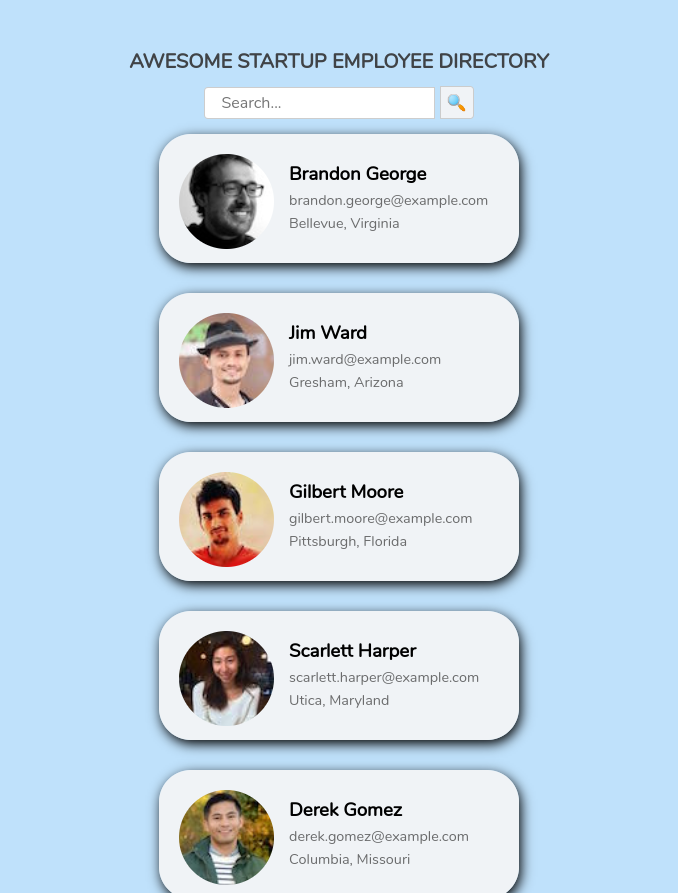 AWESOME STARTUP EMPLOYEE DIRECTORY
Search...
Brandon George
brandon.george@example.com
Bellevue, Virginia
Jim Ward
jim.ward@example.com
Gresham, Arizona
Gilbert Moore
gilbert.moore@example.com
Pittsburgh, Florida
Scarlett Harper
scarlett.harper@example.com
Utica, Maryland
Derek Gomez
derek.gomez@example.com
Columbia, Missouri